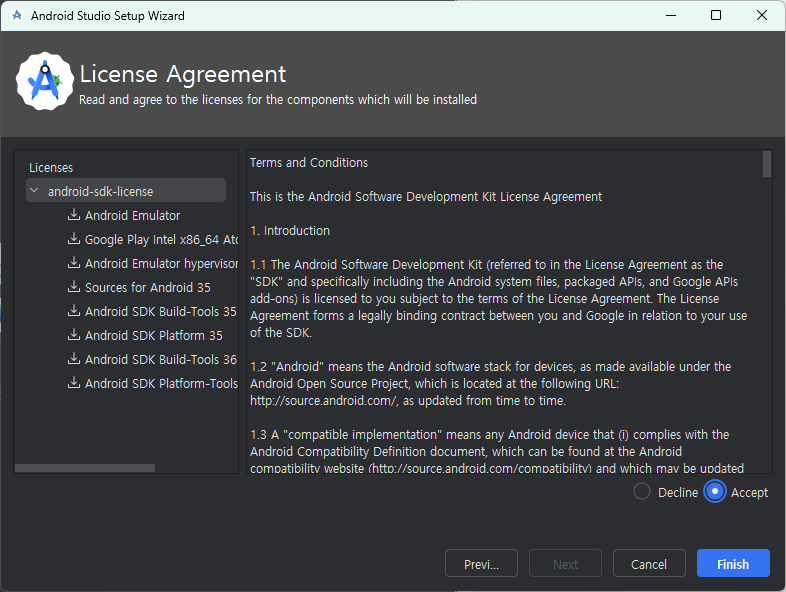 Android Studio Setup Wizard
License Agreement
Read and agree to the licenses for the components which will be installed
Licenses
android-sdk-license
Android Emulator
Google Play Intel x86_64 Ato
Android Emulator hypervisor
Sources for Android 35
Android SDK Build-Tools 35
Android SDK Platform 35
Android SDK Build-Tools 36
Android SDK Platform-Tools
Terms and Conditions
This is the Android Software Development Kit License Agreement
1. Introduction
1.1 The Android Software Development Kit (referred to in the License Agreement as the
"SDK" and specifically including the Android system files, packaged APIs, and Google APIs
add-ons) is licensed to you subject to the terms of the License Agreement. The License
Agreement forms a legally binding contract between you and Google in relation to your use
of the SDK.
1.2 "Android" means the Android software stack for devices, as made available under the
Android Open Source Project, which is located at the following URL:
http://source.android.com/, as updated from time to time.
1.3 A "compatible implementation" means any Android device that (i) complies with the
Android Compatibility Definition document, which can be found at the Android
compatibility website (http://source.android.com/compatibility) and which may be updated
Decline
Accept
Previ...
Next
Cancel
Finish